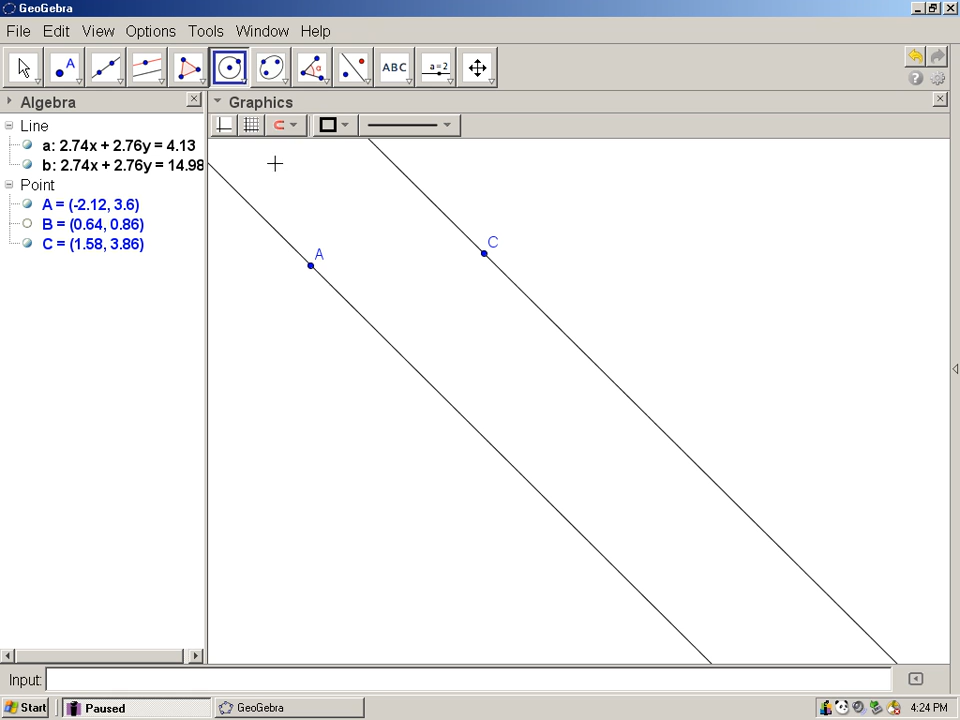 GeoGebra
File Edit View Options Tools Window Help
A ABC a=2
Algebra
Graphics
Line
a: 2.74x + 2.76y = 4.13
b: 2.74x + 2.76y = 14.98
Point
A = (-2.12, 3.6)
B = (0.64, 0.86)
C = (1.58, 3.86)
A
C
Input:
Start Paused GeoGebra 4:24 PM